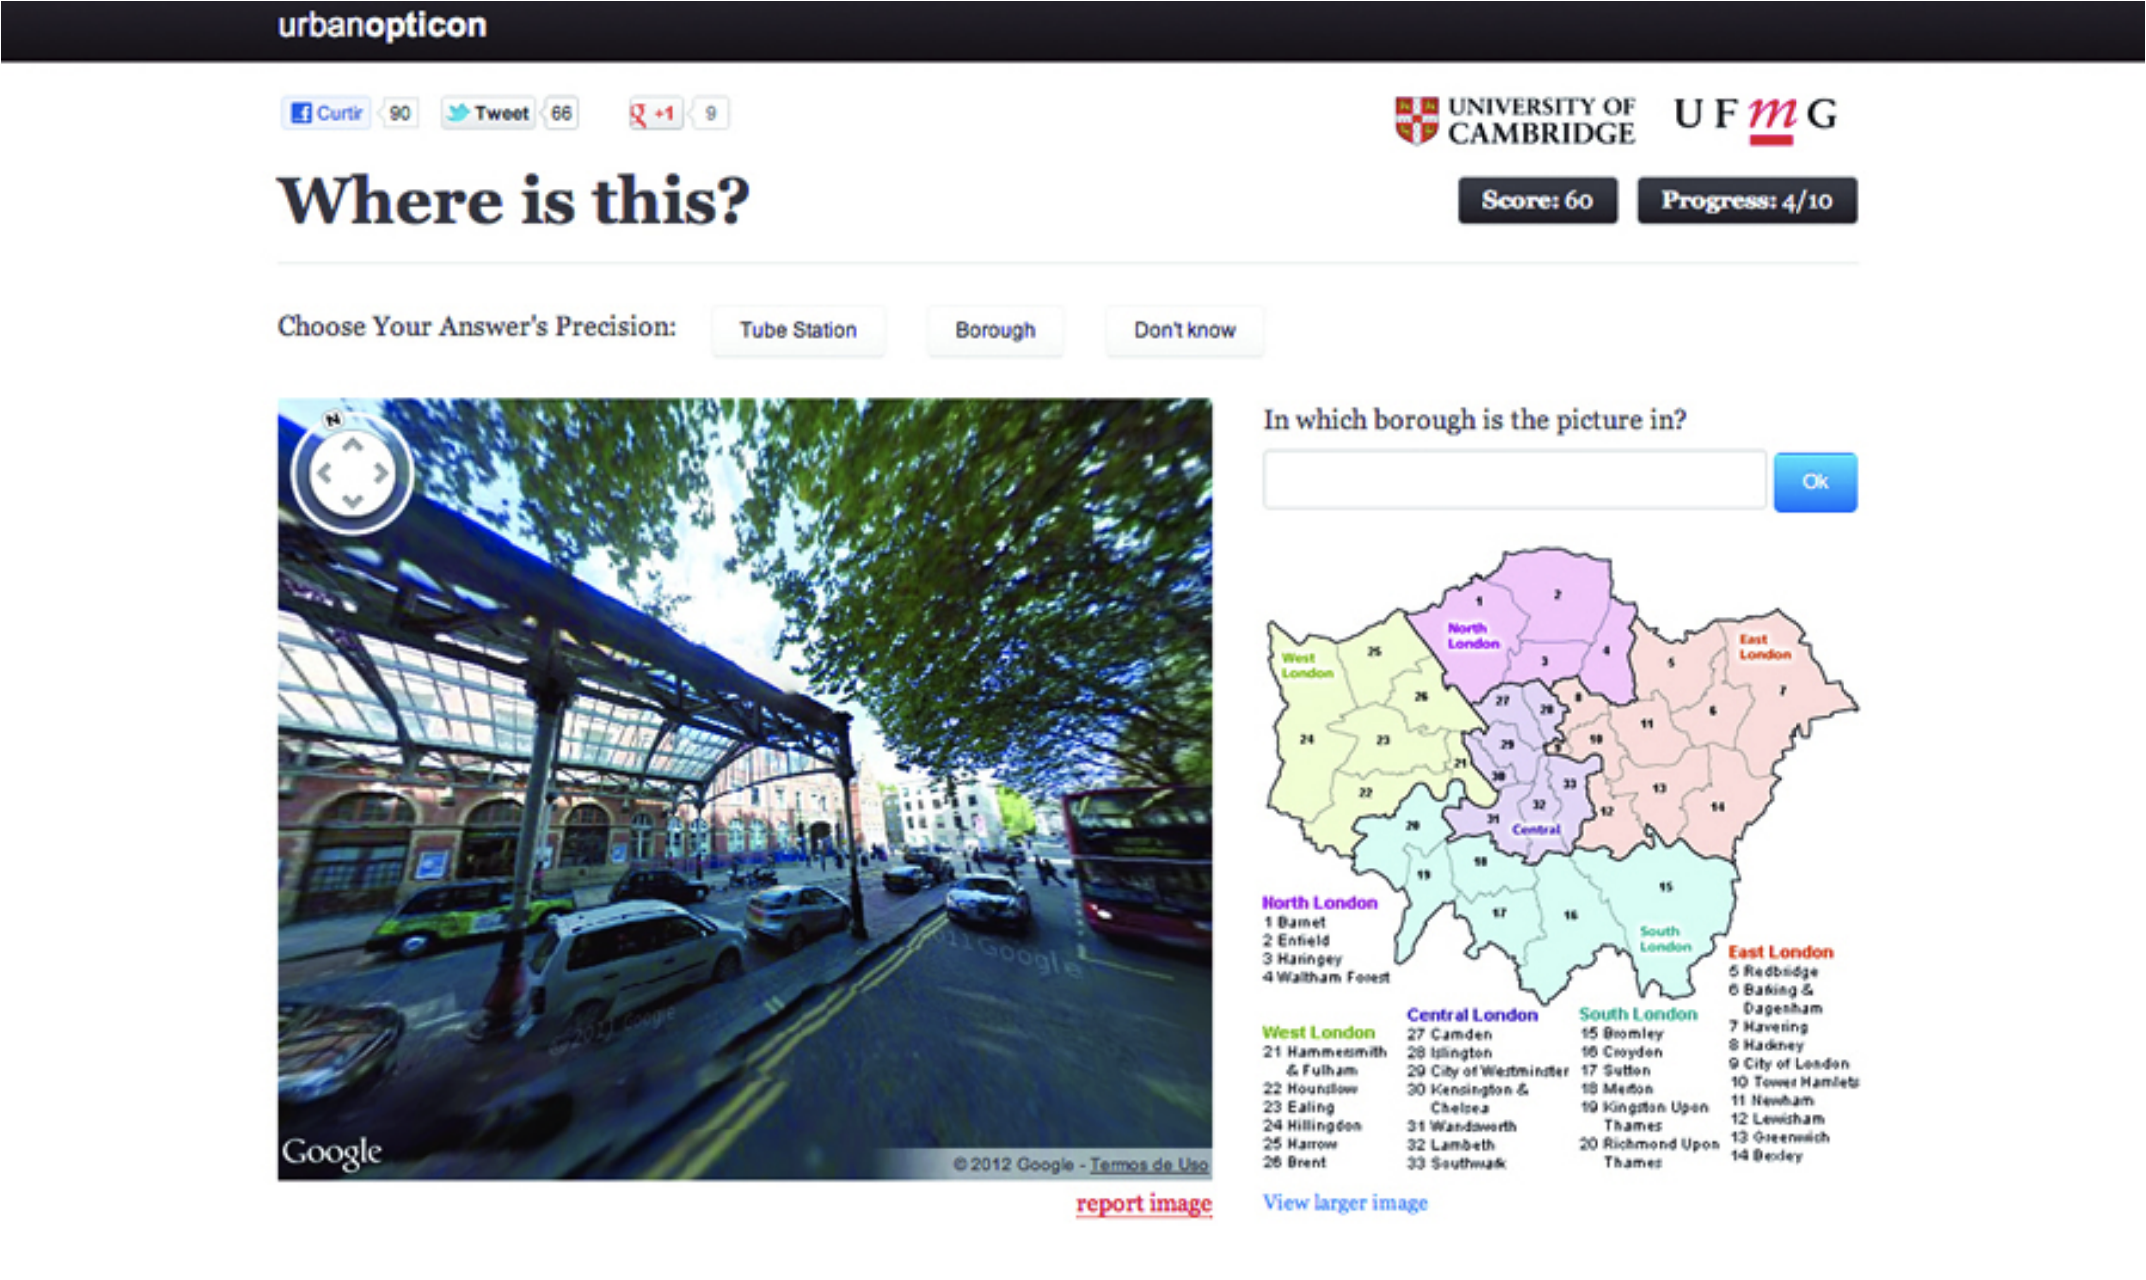 urbanopticon
Curtir 90 Tweet 66 +1 9
UNIVERSITY OF
CAMBRIDGE
UFmG
Where is this?
Score: 60 Progress: 4/10
Choose Your Answer's Precision: Tube Station Borough Don't know
N
In which borough is the picture in?
Ok
1
2
3
4
North
London
West
London
25
26
24
23
22
21
East
London
5
6
7
8
9
10
11
12
13
14
27
28
29
30
31
32
33
Central
20
19
18
17
16
15
South
London
North London
1 Barnet
2 Enfield
3 Haringey
4 Waltham Forest
West London
21 Hammersmith
& Fulham
22 Hounslow
23 Ealing
24 Hillingdon
25 Harrow
26 Brent
Central London
27 Camden
28 Islington
29 City of Westminster
30 Kensington &
Chelsea
31 Wandsworth
32 Lambeth
33 Southwark
South London
15 Bromley
16 Croydon
17 Sutton
18 Merton
19 Kingston Upon
Thames
20 Richmond Upon
Thames
East London
5 Redbridge
6 Barking &
Dagenham
7 Havering
8 Hackney
9 City of London
10 Tower Hamlets
11 Newham
12 Lewisham
13 Greenwich
14 Bexley
2011 Google
Google
Google
© 2012 Google - Termos de Uso
report image
View larger image